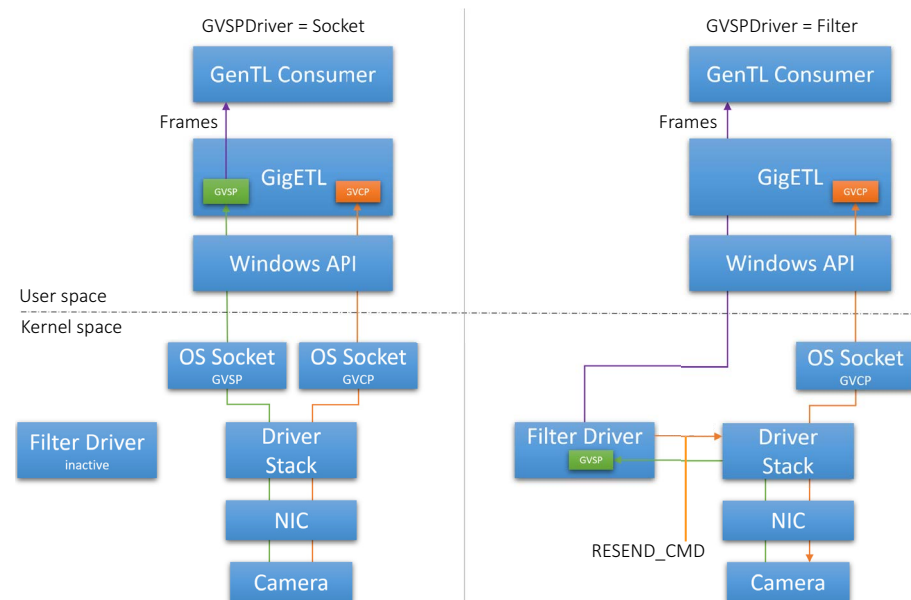 GVSPDriver = Socket
GenTL Consumer
Frames
GigETL
GVSP
GVCP
Windows API
User space
Kernel space
OS Socket
GVSP
OS Socket
GVCP
Filter Driver
inactive
Driver
Stack
NIC
Camera
GVSPDriver = Filter
GenTL Consumer
Frames
GigETL
GVCP
Windows API
OS Socket
GVCP
Filter Driver
GVSP
Driver
Stack
NIC
RESEND_CMD
Camera